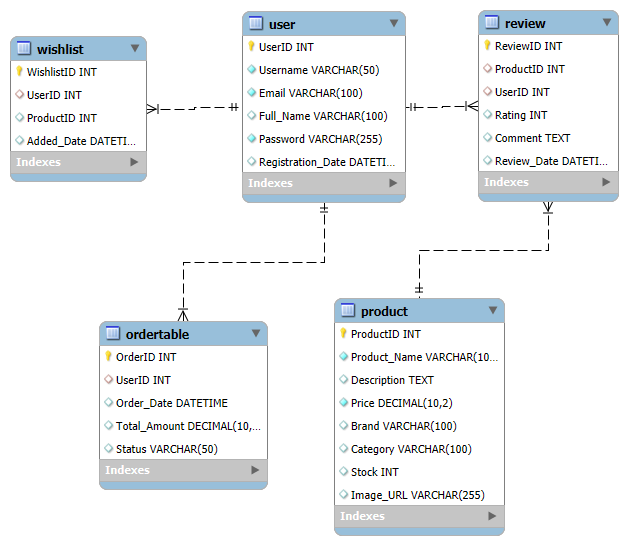 wishlist
WishlistID INT
UserID INT
ProductID INT
Added_Date DATETI...
Indexes
user
UserID INT
Username VARCHAR(50)
Email VARCHAR(100)
Full_Name VARCHAR(100)
Password VARCHAR(255)
Registration_Date DATETI...
Indexes
review
ReviewID INT
ProductID INT
UserID INT
Rating INT
Comment TEXT
Review_Date DATETI...
Indexes
ordertable
OrderID INT
UserID INT
Order_Date DATETIME
Total_Amount DECIMAL(10,...
Status VARCHAR(50)
Indexes
product
ProductID INT
Product_Name VARCHAR(10...
Description TEXT
Price DECIMAL(10,2)
Brand VARCHAR(100)
Category VARCHAR(100)
Stock INT
Image_URL VARCHAR(255)
Indexes